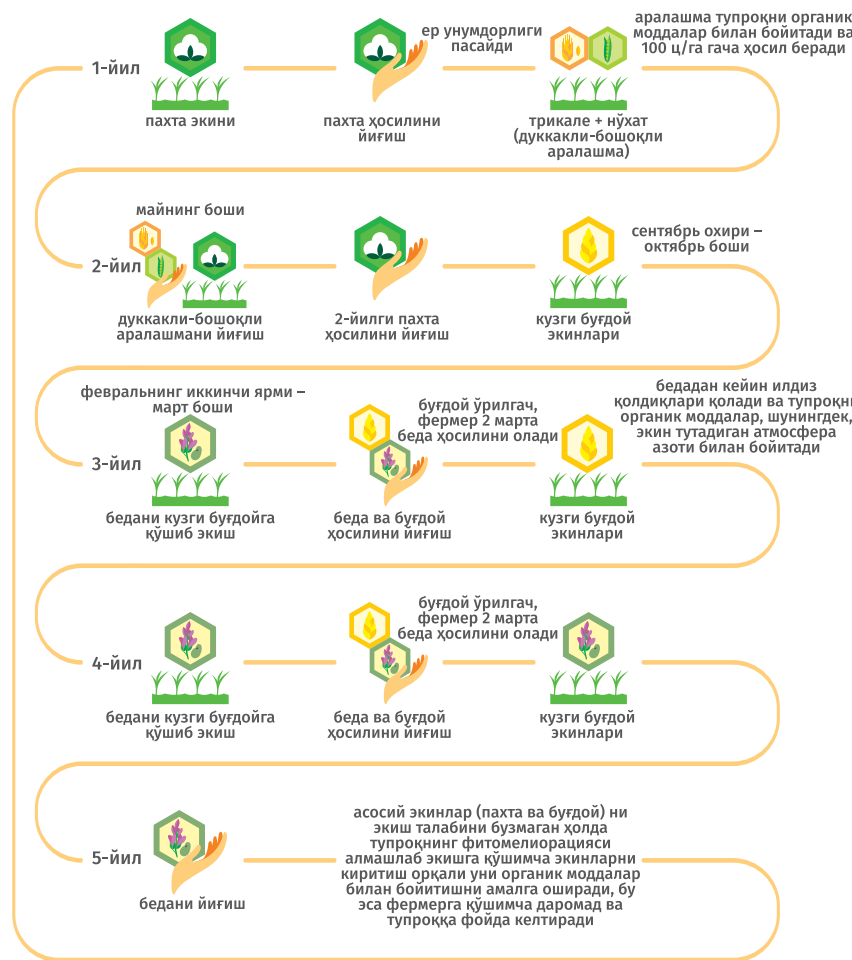 1-йил
пахта экини
пахта ҳосилини
йиғиш
ер унумдорлиги
пасайди
трикале + нўхат
(дуккакли-бошоқли
аралашма)
аралашма тупроқни органик
моддалар билан бойитади ва
100 ц/га гача ҳосил беради
2-йил
майнинг боши
дуккакли-бошоқли
аралашмани йиғиш
2-йилги пахта
ҳосилини йиғиш
кузги буғдой
экинлари
сентябрь охири –
октябрь боши
3-йил
февральнинг иккинчи ярми –
март боши
бедани кузги буғдойга
қўшиб экиш
буғдой ўрилгач,
фермер 2 марта
беда ҳосилини олади
беда ва буғдой
ҳосилини йиғиш
кузги буғдой
экинлари
бедадан кейин илдиз
қолдиқлари қолади ва тупроқни
органик моддалар, шунингдек,
экин тутадиган атмосфера
азоти билан бойитади
4-йил
бедани кузги буғдойга
қўшиб экиш
буғдой ўрилгач,
фермер 2 марта
беда ҳосилини олади
беда ва буғдой
ҳосилини йиғиш
кузги буғдой
экинлари
5-йил
бедани йиғиш
асосий экинлар (пахта ва буғдой) ни
экиш талабини бузмаган ҳолда
тупроқнинг фитомелиорацияси
алмашлаб экишга қўшимча экинларни
киритиш орқали уни органик моддалар
билан бойитишни амалга оширади, бу
эса фермерга қўшимча даромад ва
тупроққа фойда келтиради